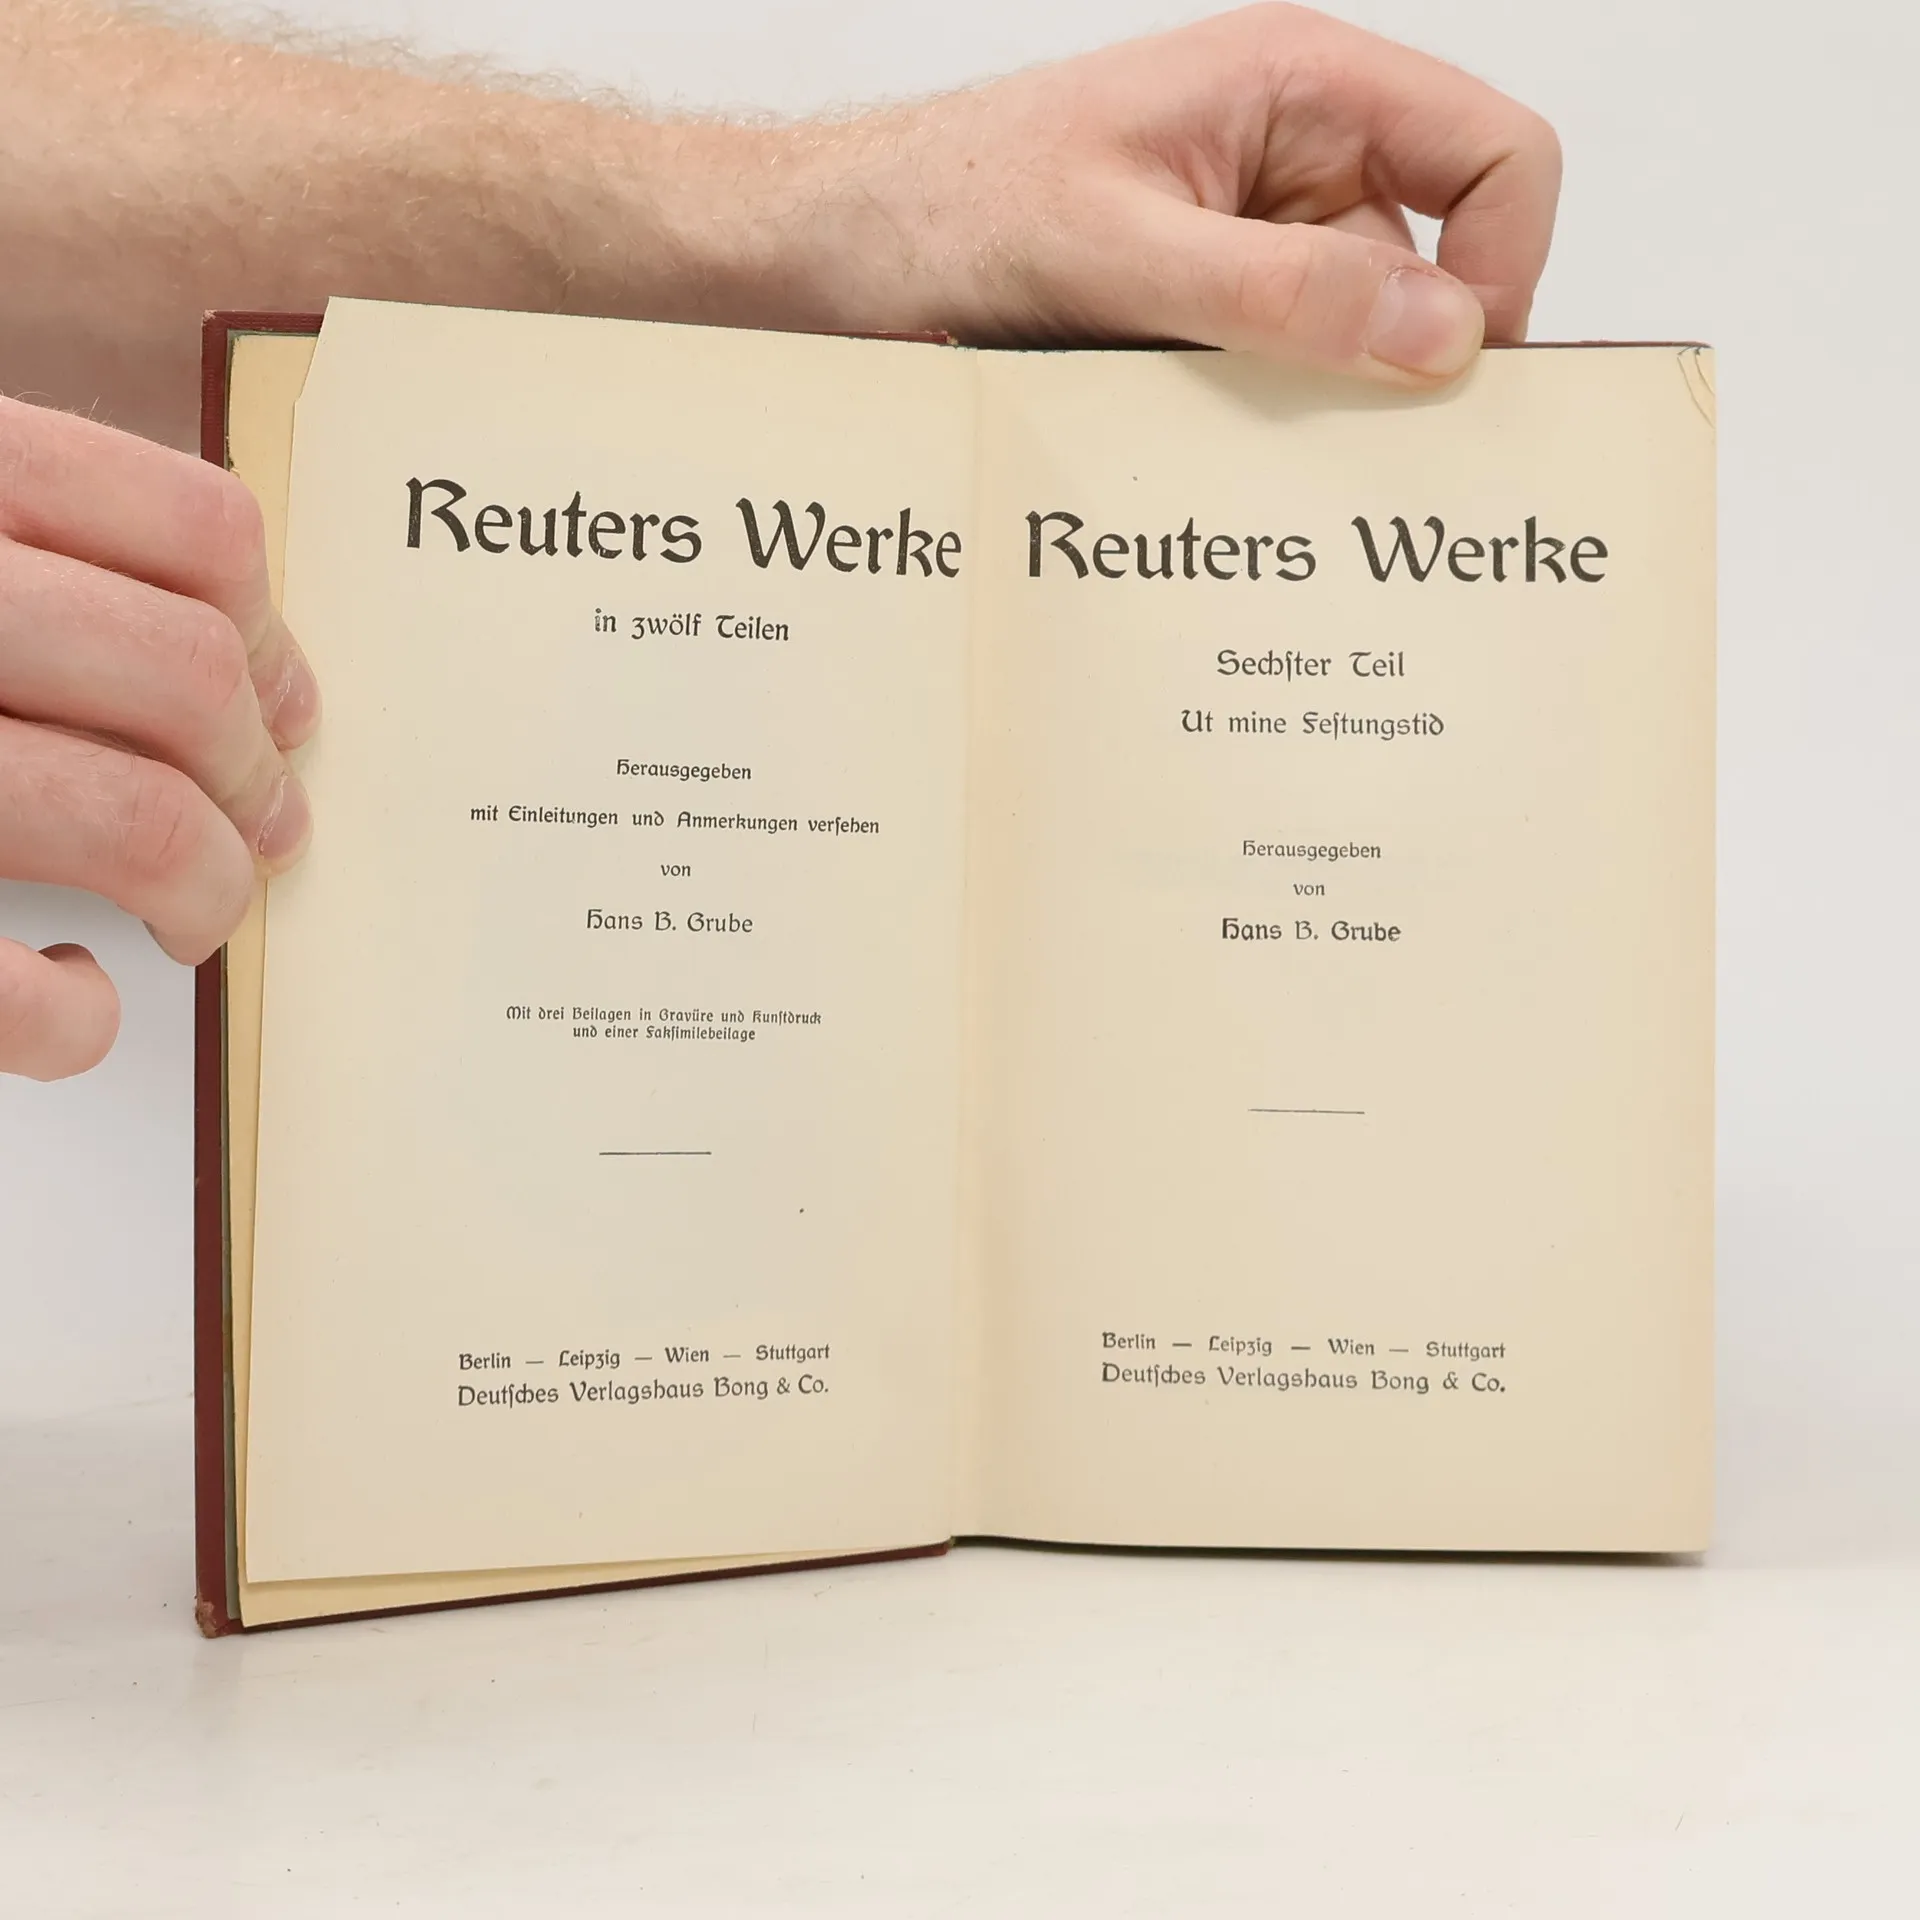 Reuters Werke
in zwölf Teilen
Herausgegeben
mit Einleitungen und Anmerkungen verſehen
von
Hans B. Grube
Mit drei Beilagen in Gravüre und Kunſtdruck
und einer Fakſimilebeilage
Berlin — Leipzig — Wien — Stuttgart
Deutſches Verlagshaus Bong & Co.
Reuters Werke
Sechſter Teil
Ut mine Feſtungstid
Herausgegeben
von
Hans B. Grube
Berlin — Leipzig — Wien — Stuttgart
Deutſches Verlagshaus Bong & Co.